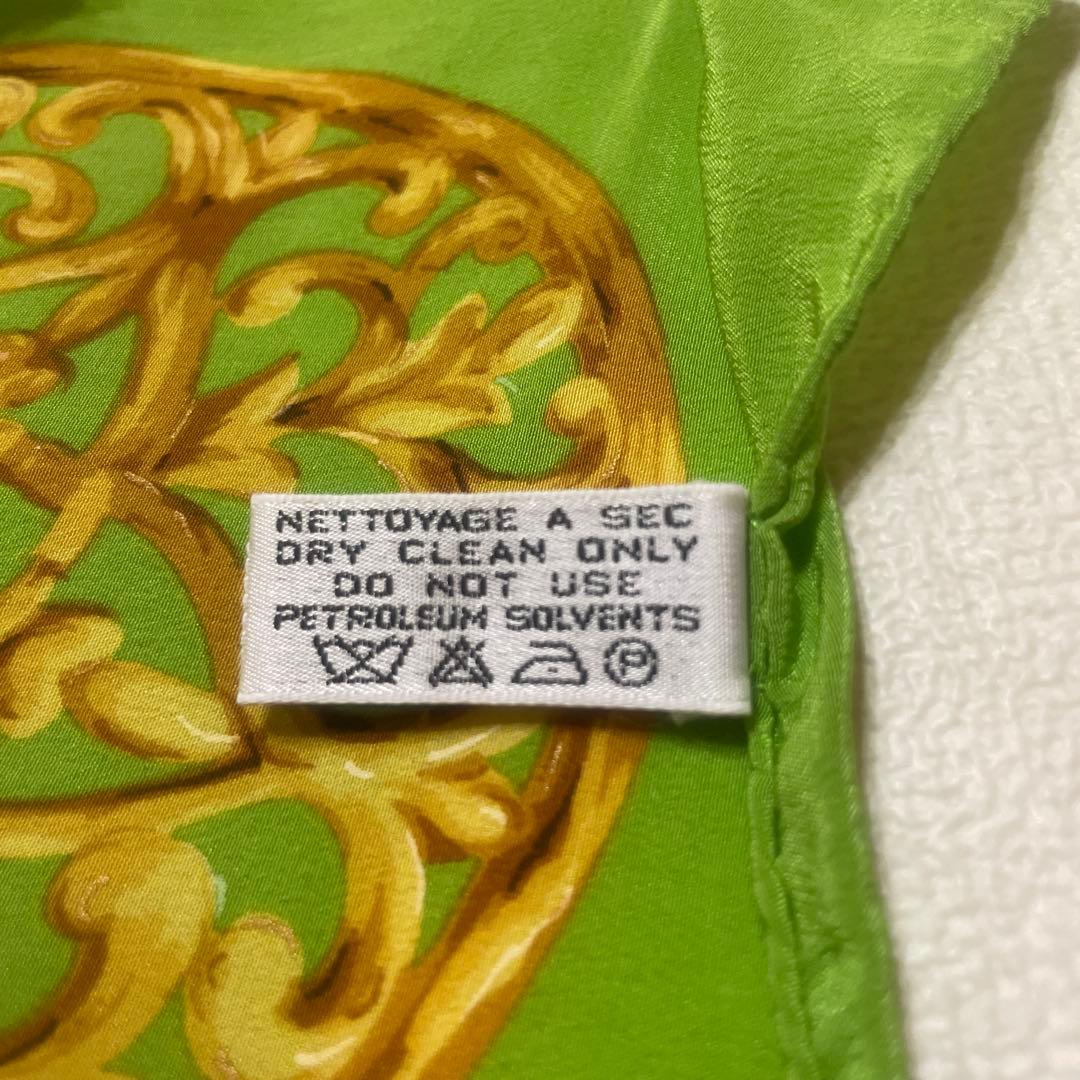 NETTOYAGE A SEC
DRY CLEAN ONLY
DO NOT USE
PETROLEUM SOLVENTS
P